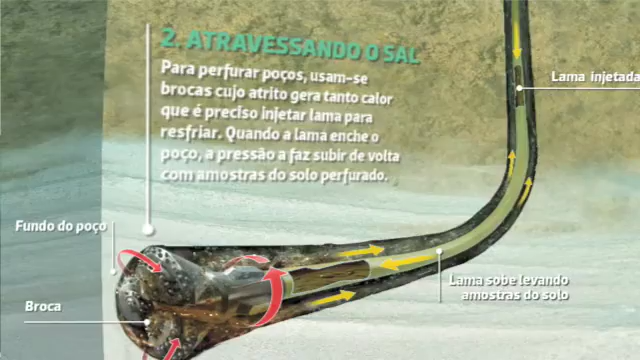 2. ATRAVESSANDO O SAL
Para perfurar poços, usam-se
brocas cujo atrito gera tanto calor
que é preciso injetar lama para
resfriar. Quando a lama enche o
poço, a pressão a faz subir de volta
com amostras do solo perfurado.
Lama injetada
Fundo do poço
Lama sobe levando
amostras do solo
Broca